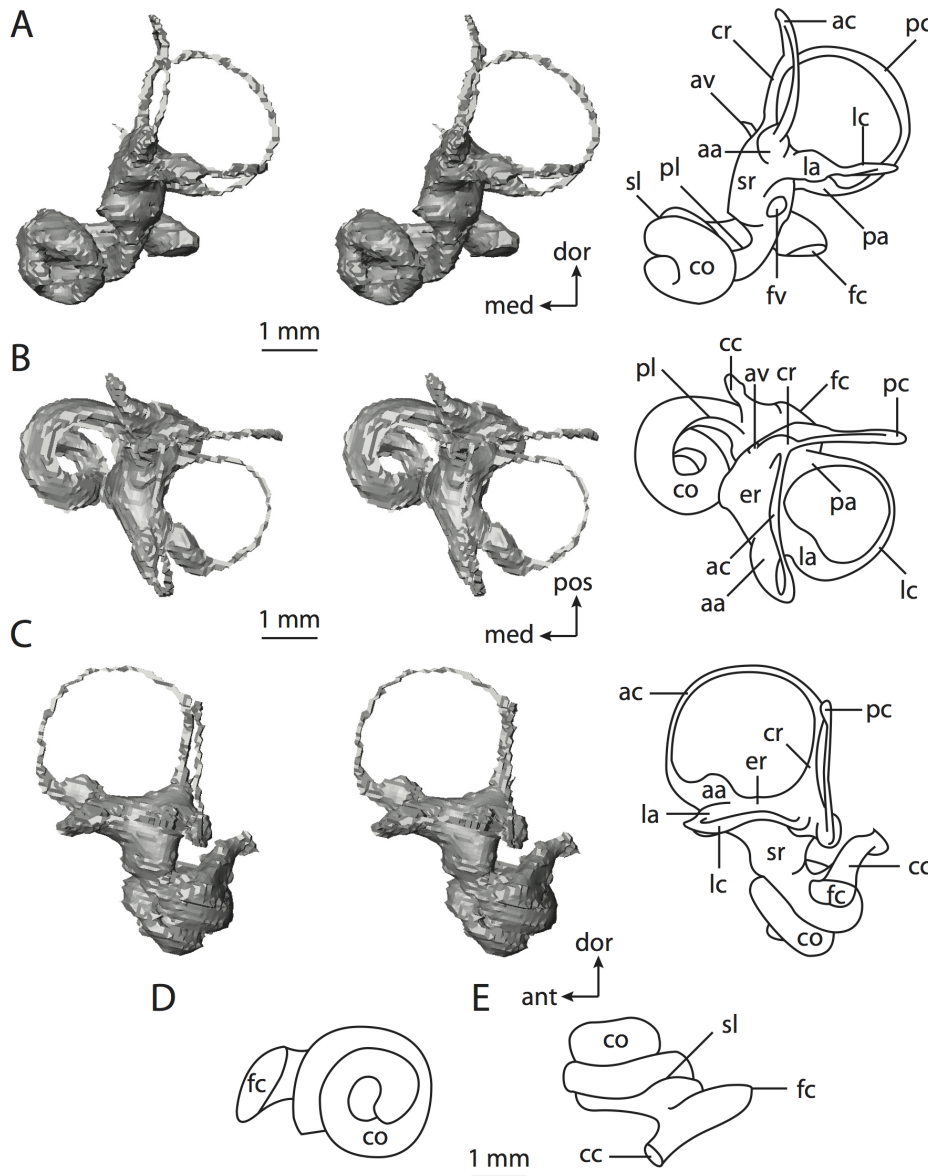 A
ac
cr
pc
av
lc
aa
la
pl
sr
sl
pa
dor
co
med
fv
fc
1 mm
B
cc
av cr
fc
pl
pc
co
er
pa
la
ac
aa
lc
pos
1 mm
med
C
ac
pc
cr
er
aa
la
sr
cc
lc
fc
co
dor
ant
D
E
sl
co
fc
fc
co
cc
1 mm